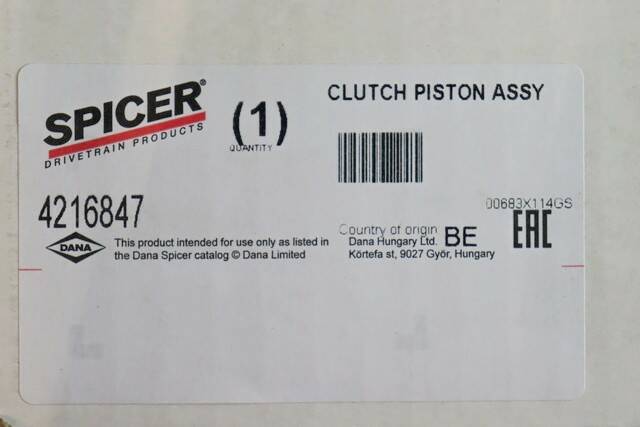 SPICER®
DRIVETRAIN PRODUCTS
(1)
QUANTITY
CLUTCH PISTON ASSY
4216847
00683X114GS
DANA
This product intended for use only as listed in
the Dana Spicer catalog © Dana Limited
Country of origin BE
Dana Hungary Ltd.
Körtefa st, 9027 Győr, Hungary
EAC